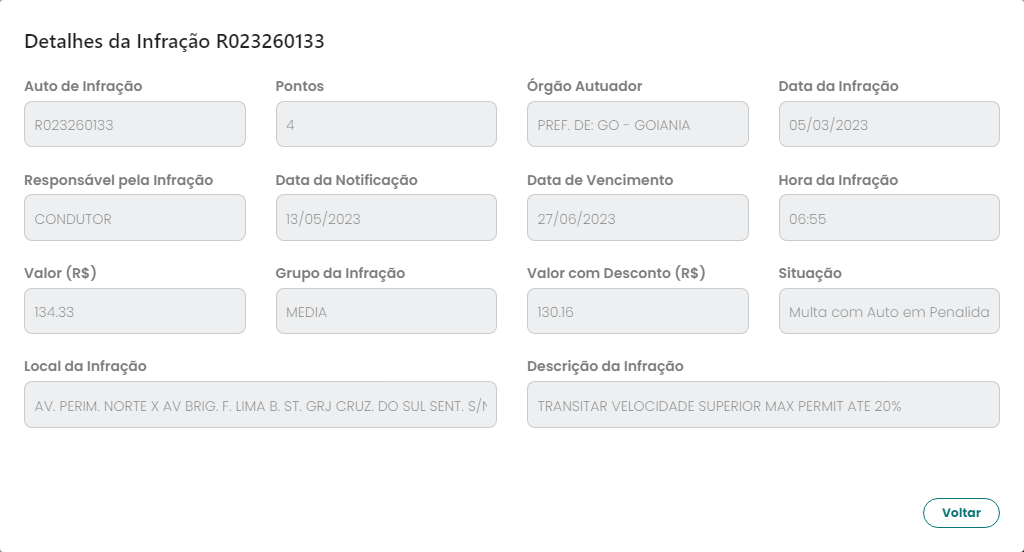 Detalhes da Infração R023260133
Auto de Infração
R023260133
Pontos
4
Órgão Autuador
PREF. DE: GO - GOIANIA
Data da Infração
05/03/2023
Responsável pela Infração
CONDUTOR
Data da Notificação
13/05/2023
Data de Vencimento
27/06/2023
Hora da Infração
06:55
Valor (R$)
134.33
Grupo da Infração
MEDIA
Valor com Desconto (R$)
130.16
Situação
Multa com Auto em Penalida
Local da Infração
AV. PERIM. NORTE X AV BRIG. F. LIMA B. ST. GRJ CRUZ. DO SUL SENT. S/N
Descrição da Infração
TRANSITAR VELOCIDADE SUPERIOR MAX PERMIT ATE 20%
Voltar